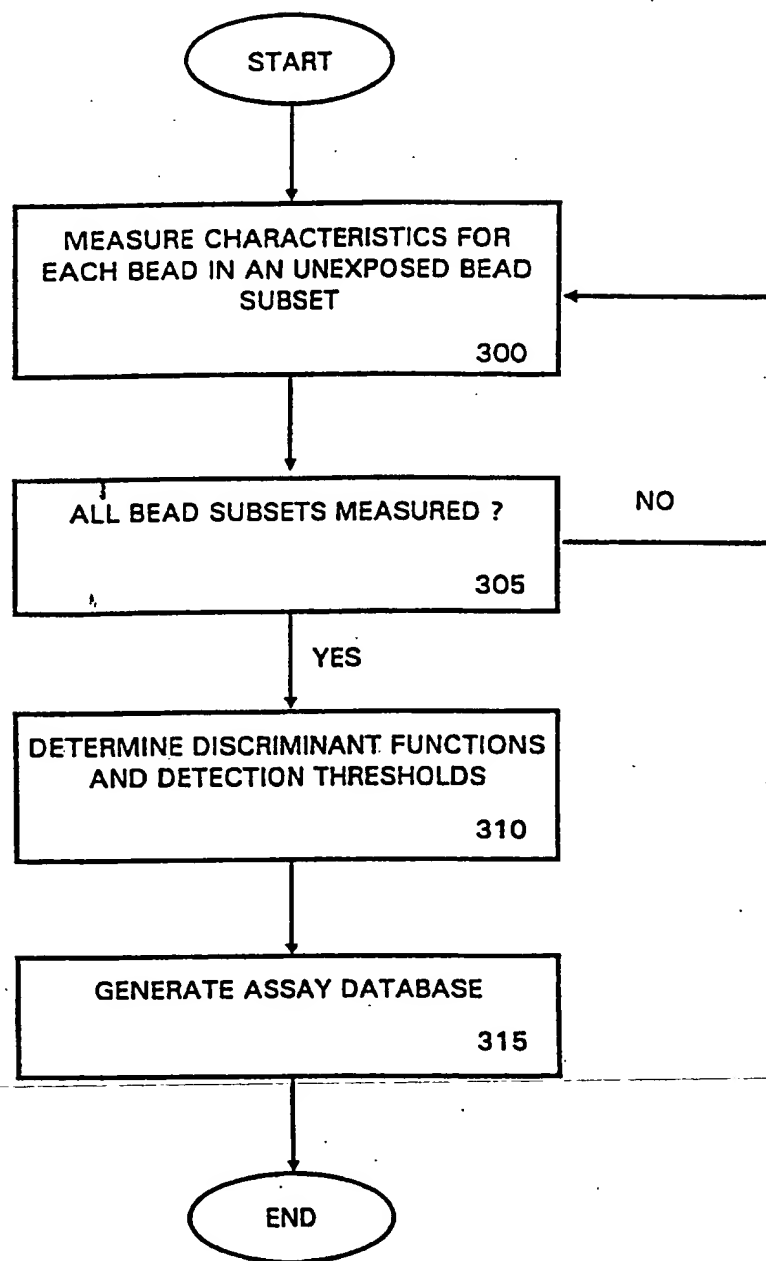 START
MEASURE CHARACTERISTICS FOR
EACH BEAD IN AN UNEXPOSED BEAD
SUBSET
300
ALL BEAD SUBSETS MEASURED ?
305
NO
YES
DETERMINE DISCRIMINANT FUNCTIONS
AND DETECTION THRESHOLDS
310
GENERATE ASSAY DATABASE
315
END